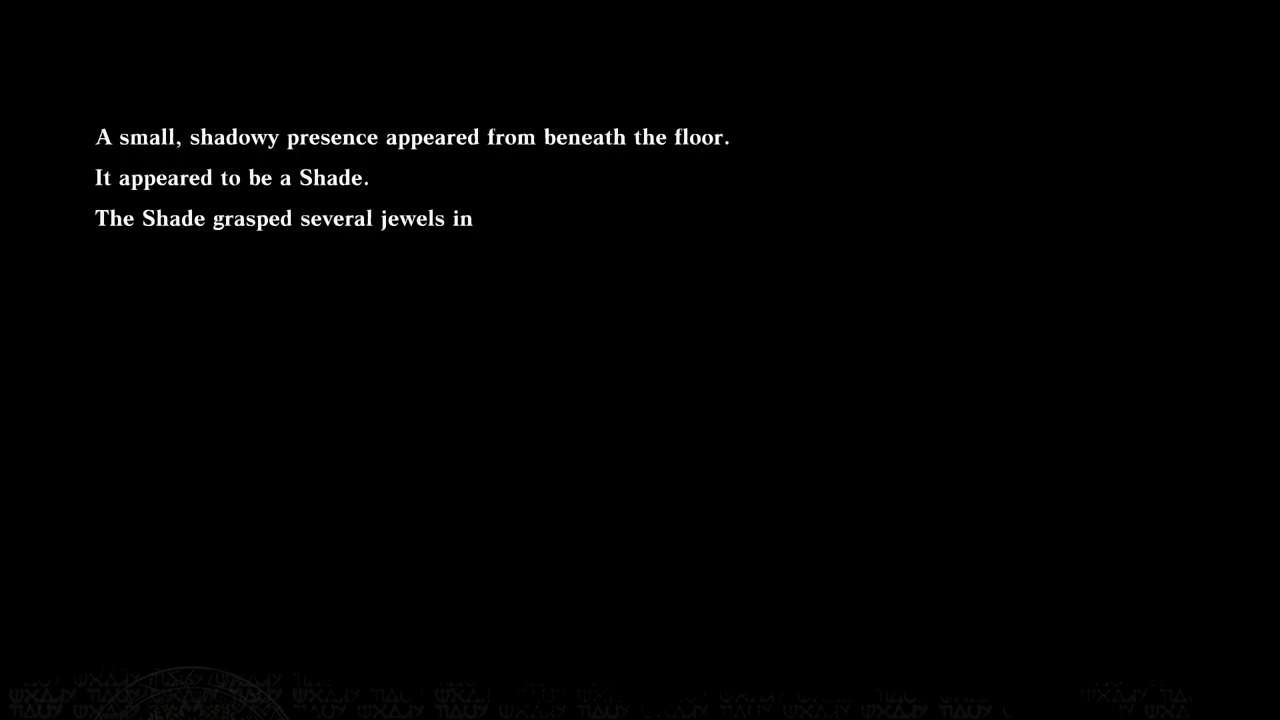 A small, shadowy presence appeared from beneath the floor.
It appeared to be a Shade.
The Shade grasped several jewels in